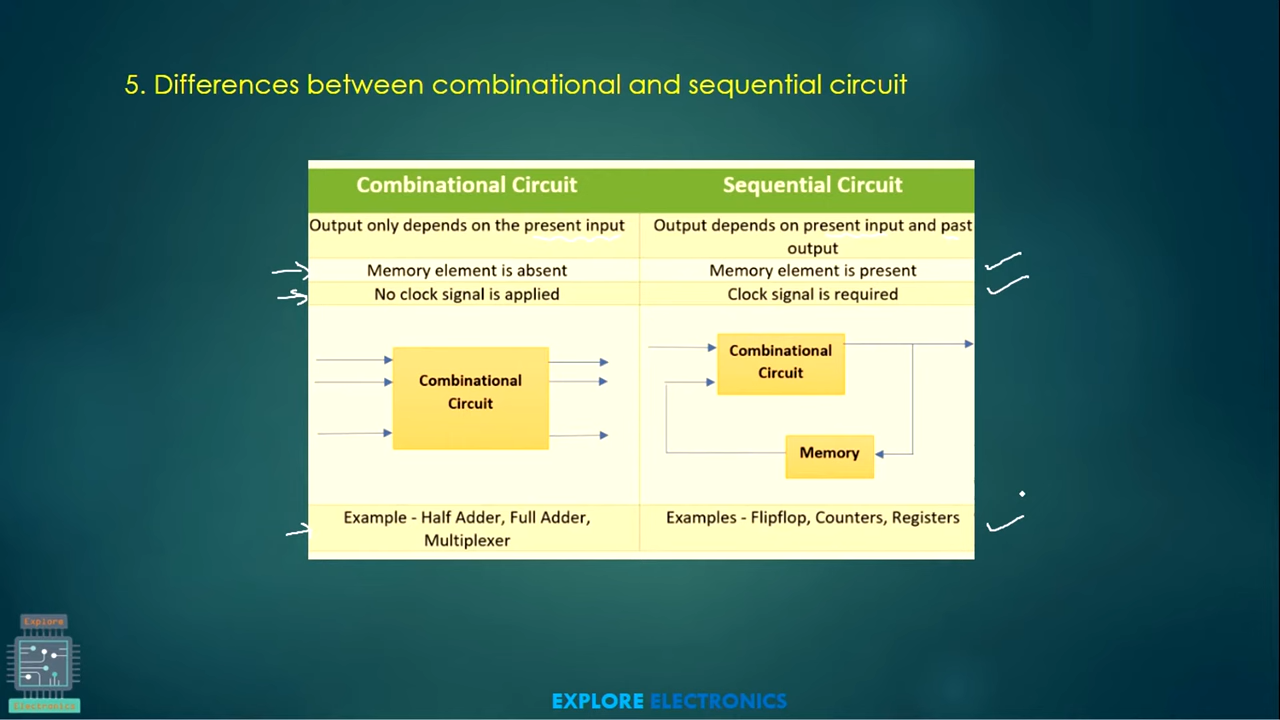 5. Differences between combinational and sequential circuit
Combinational Circuit
Sequential Circuit
Output only depends on the present input
Output depends on present input and past
output
Memory element is absent
Memory element is present
No clock signal is applied
Clock signal is required
Combinational
Circuit
Combinational
Circuit
Memory
Example - Half Adder, Full Adder,
Multiplexer
Examples - Flipflop, Counters, Registers
Explore
Electronics
EXPLORE ELECTRONICS